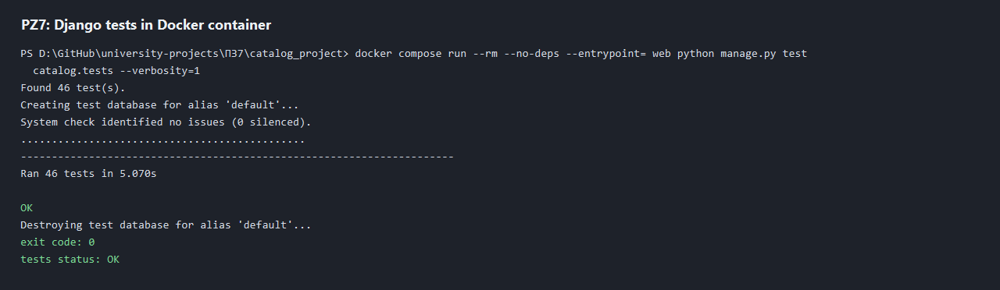 PZ7: Django tests in Docker container
PS D:\GitHub\university-projects\ПЗ7\catalog_project> docker compose run --rm --no-deps --entrypoint= web python manage.py test
catalog.tests --verbosity=1
Found 46 test(s).
Creating test database for alias 'default'...
System check identified no issues (0 silenced).
..............................................
----------------------------------------------------------------------
Ran 46 tests in 5.070s
OK
Destroying test database for alias 'default'...
exit code: 0
tests status: OK